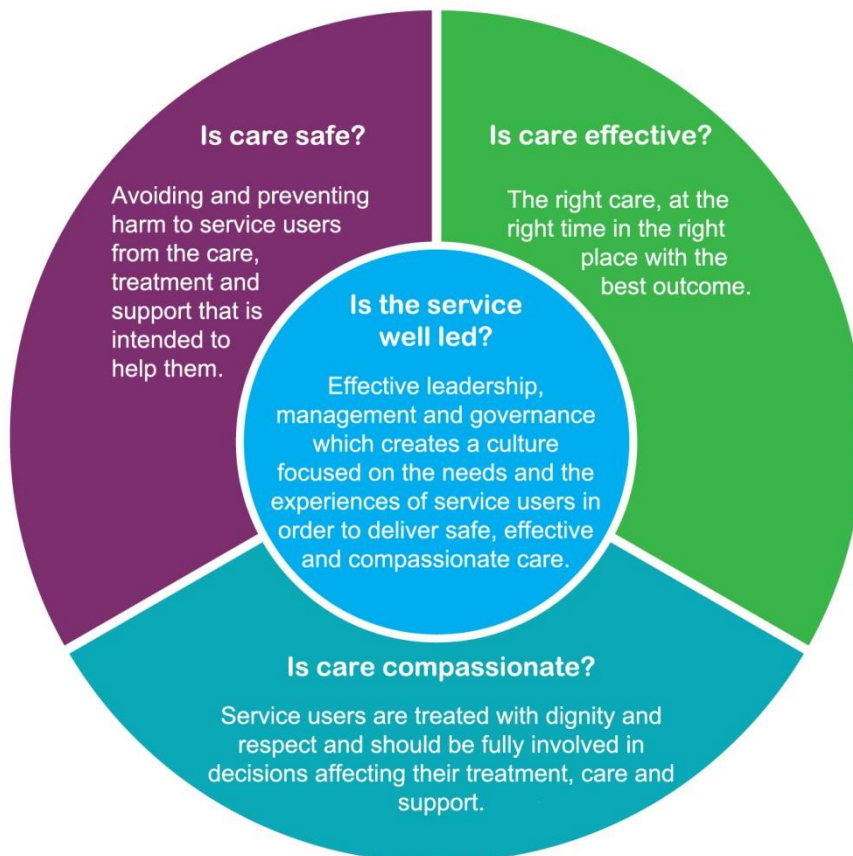 Is care safe?
Avoiding and preventing
harm to service users
from the care,
treatment and
support that is
intended to
help them.
Is care effective?
The right care, at the
right time in the right
place with the
best outcome.
Is the service
well led?
Effective leadership,
management and governance
which creates a culture
focused on the needs and the
experiences of service users in
order to deliver safe, effective
and compassionate care.
Is care compassionate?
Service users are treated with dignity and
respect and should be fully involved in
decisions affecting their treatment, care and
support.